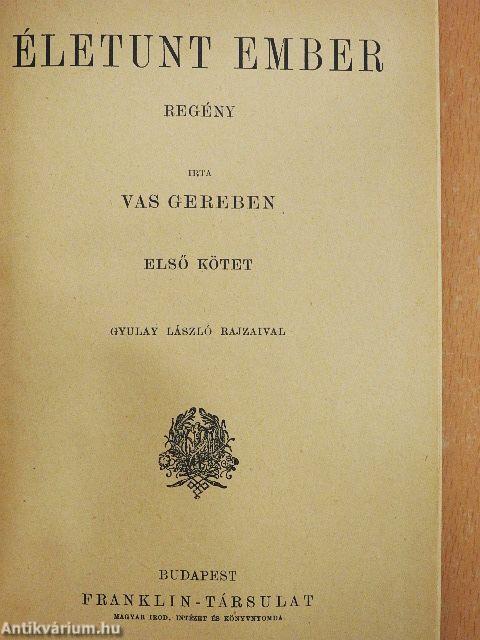 ÉLETUNT EMBER
REGÉNY
IRTA
VAS GEREBEN
ELSŐ KÖTET
GYULAY LÁSZLÓ RAJZAIVAL
BUDAPEST
FRANKLIN-TÁRSULAT
MAGYAR IROD. INTÉZET ÉS KÖNYVNYOMDA
Antikvárium.hu